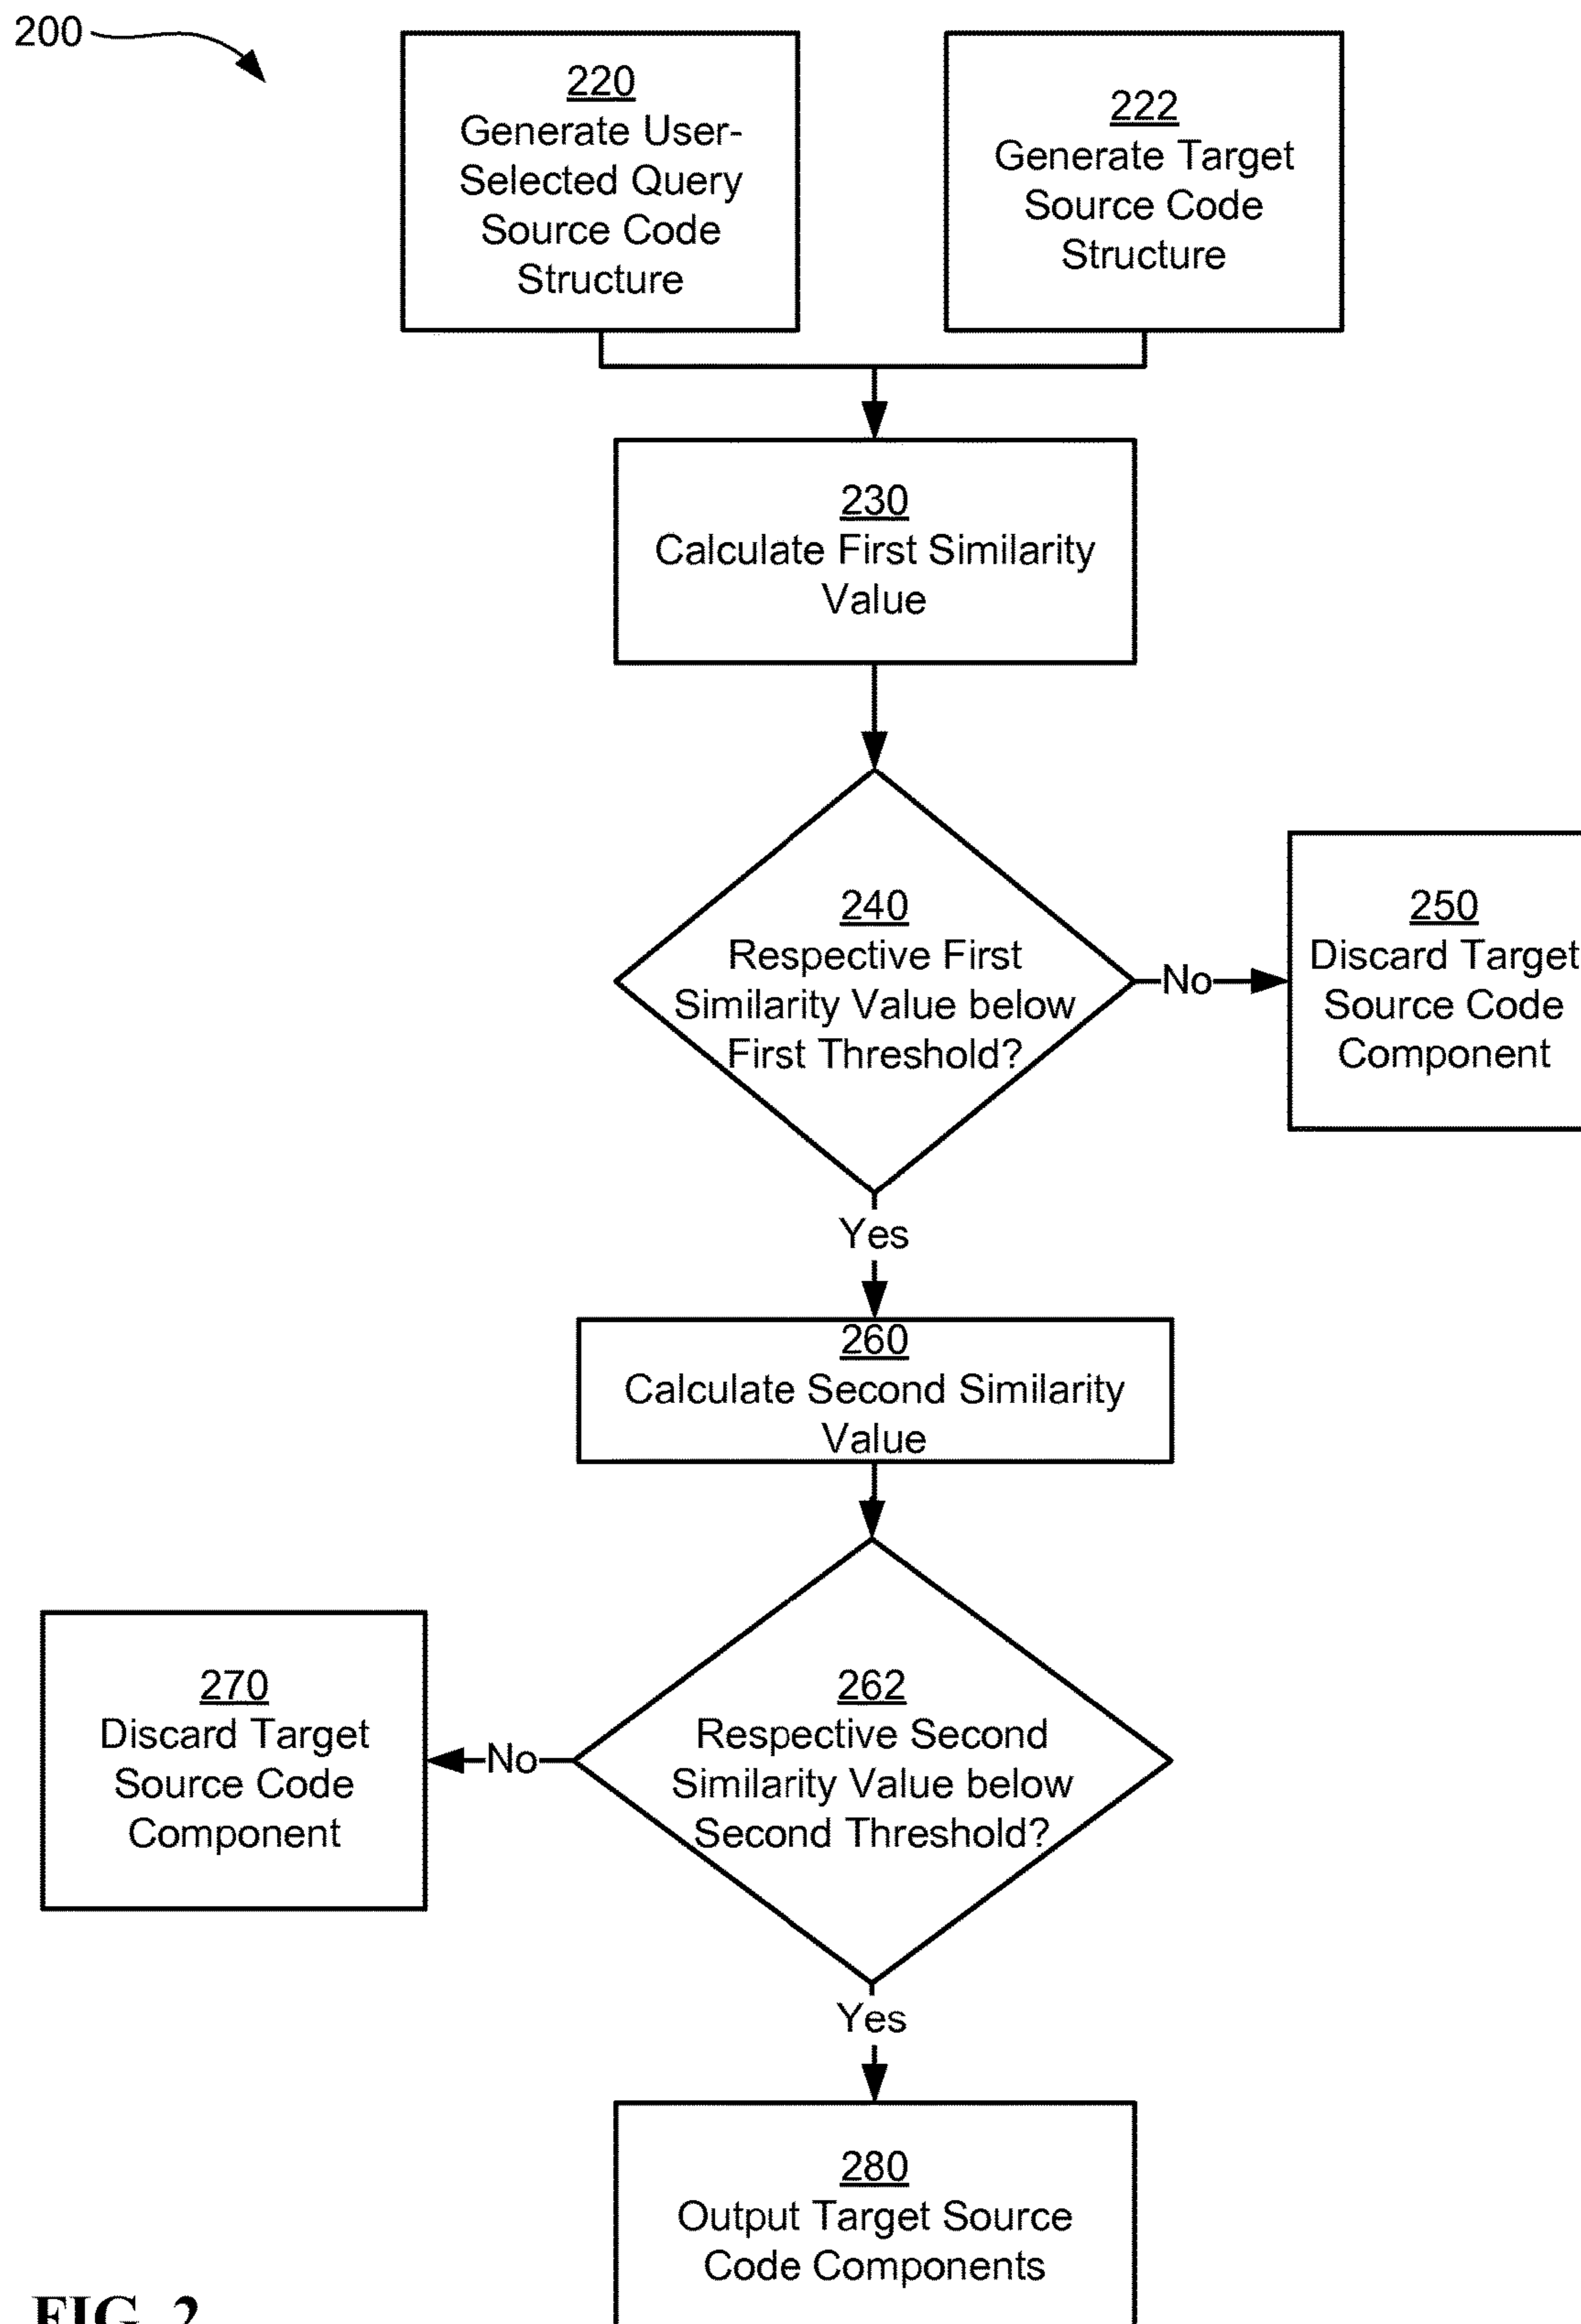 200
220
Generate User-
Selected Query
Source Code
Structure
222
Generate Target
Source Code
Structure
230
Calculate First Similarity
Value
240
Respective First
Similarity Value below
First Threshold?
No
250
Discard Target
Source Code
Component
Yes
260
Calculate Second Similarity
Value
262
Respective Second
Similarity Value below
Second Threshold?
No
270
Discard Target
Source Code
Component
Yes
280
Output Target Source
Code Components
FIG. 2